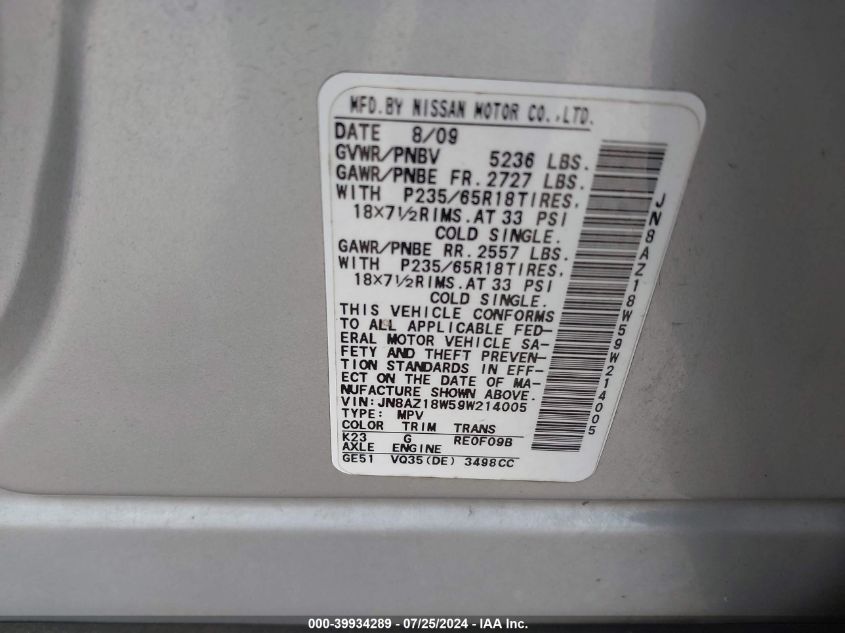 MFD. BY NISSAN MOTOR CO., LTD.
DATE 8/09
GVWR/PNBV 5236 LBS.
GAWR/PNBE FR. 2727 LBS.
WITH P235/65R18TIRES,
18×7½RIMS. AT 33 PSI
COLD SINGLE.
GAWR/PNBE RR. 2557 LBS.
WITH P235/65R18TIRES,
18×7½RIMS. AT 33 PSI
COLD SINGLE.
THIS VEHICLE CONFORMS
TO ALL APPLICABLE FED-
ERAL MOTOR VEHICLE SA-
FETY AND THEFT PREVEN-
TION STANDARDS IN EFF-
ECT ON THE DATE OF MA-
NUFACTURE SHOWN ABOVE.
VIN: JN8AZ18W59W214005
TYPE: MPV
COLOR TRIM TRANS
K23 G RE0F09B
AXLE ENGINE
GE51 VQ35(DE) 3498CC
JN8AZ18W59W214005
000-39934289 - 07/25/2024 - IAA Inc.